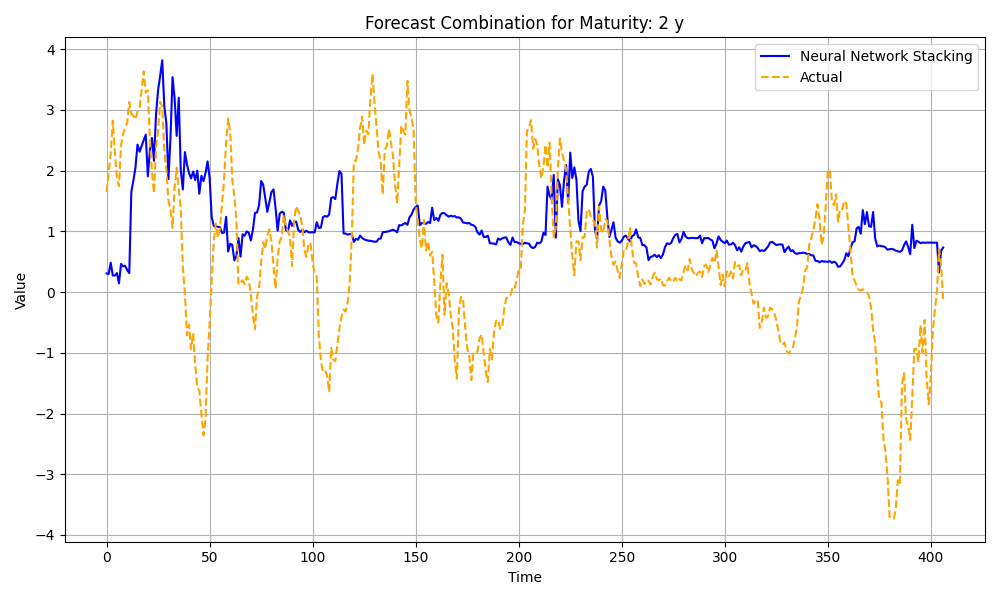 Forecast Combination for Maturity: 2 y
Neural Network Stacking
Actual
Value
4
3
2
1
0
−1
−2
−3
−4
0 50 100 150 200 250 300 350 400
Time